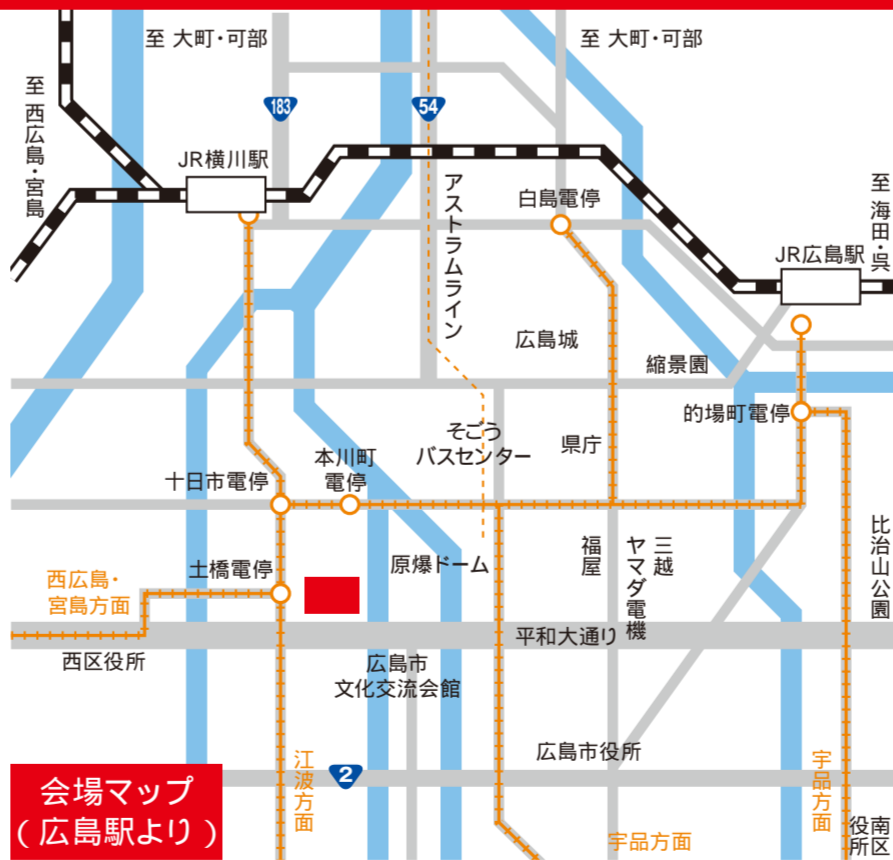 至 大町・可部
至 大町・可部
至 西広島・宮島
183
54
JR横川駅
アストラムライン
白島電停
至 海田・呉
JR広島駅
広島城
縮景園
的場町電停
そごう
バスセンター
県庁
本川町
電停
十日市電停
土橋電停
原爆ドーム
福屋
三越
ヤマダ電機
比治山公園
西広島・
宮島方面
平和大通り
西区役所
広島市
文化交流会館
広島市役所
江波方面
2
宇品方面
宇品方面
南区
役所
会場マップ
(広島駅より)